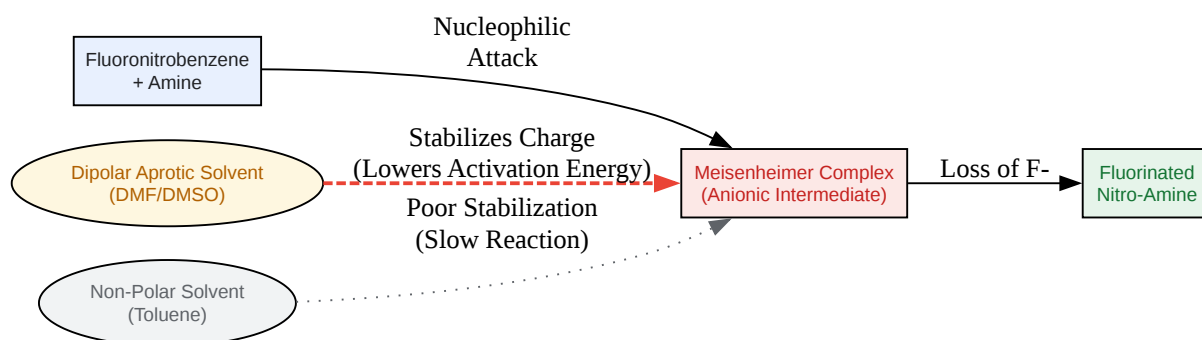 Nucleophilic
Attack
Fluoronitrobenzene
+ Amine
Stabilizes Charge
(Lowers Activation Energy)
Dipolar Aprotic Solvent
(DMF/DMSO)
Meisenheimer Complex
(Anionic Intermediate)
Loss of F-
Fluorinated
Nitro-Amine
Poor Stabilization
(Slow Reaction)
Non-Polar Solvent
(Toluene)